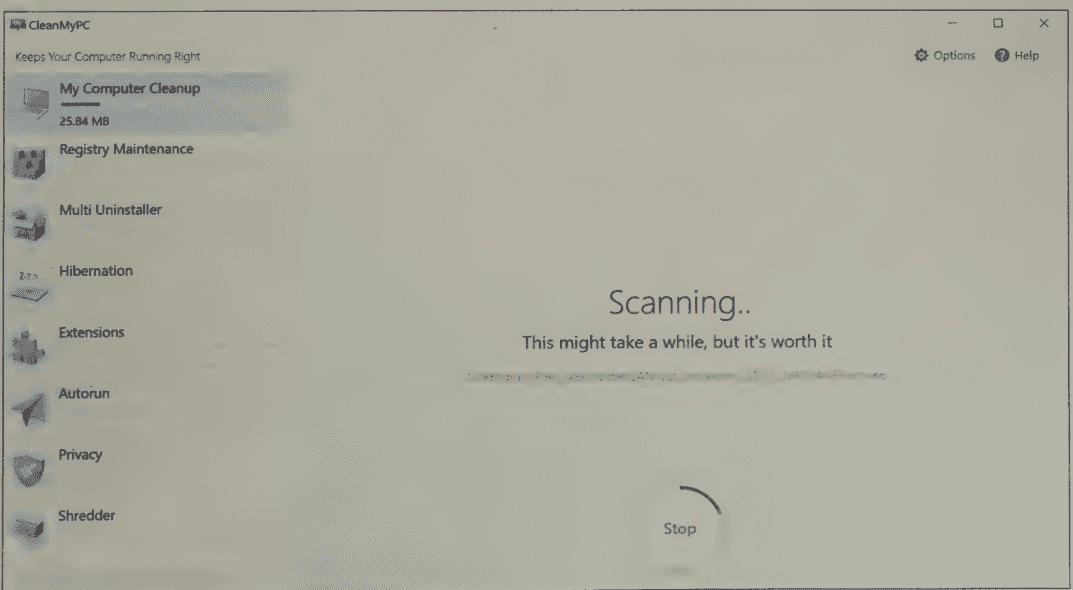 CleanMyPC
Keeps Your Computer Running Right
Options
Help
My Computer Cleanup
25.84 MB
Registry Maintenance
Multi Uninstaller
Hibernation
Extensions
Autorun
Privacy
Shredder
Scanning..
This might take a while, but it's worth it
Stop